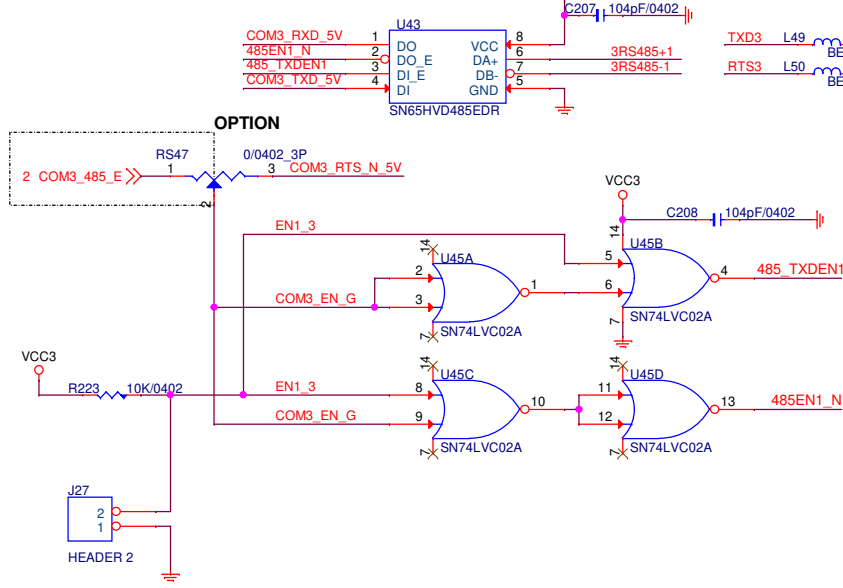 C207 104pF/0402
U43
COM3_RXD_5V 1 DO VCC 8
485EN1_N 2 DO_E DA+ 6 3RS485+1
485_TXDEN1 3 DI_E DB- 7 3RS485-1
COM3_TXD_5V 4 DI GND 5
SN65HVD485EDR
TXD3 L49
BE
RTS3 L50
BE
OPTION
RS47 0/0402_3P
2 COM3_485_E 1 3 COM3_RTS_N_5V
2
VCC3
C208 104pF/0402
EN1_3
14 U45A
2
3
1
COM3_EN_G
7 SN74LVC02A
14 U45B
5
6
4 485_TXDEN1
7 SN74LVC02A
VCC3
R223 10K/0402
EN1_3
COM3_EN_G
14 U45C
8
9
10
7 SN74LVC02A
14 U45D
11
12
13 485EN1_N
7 SN74LVC02A
J27
2
1
HEADER 2